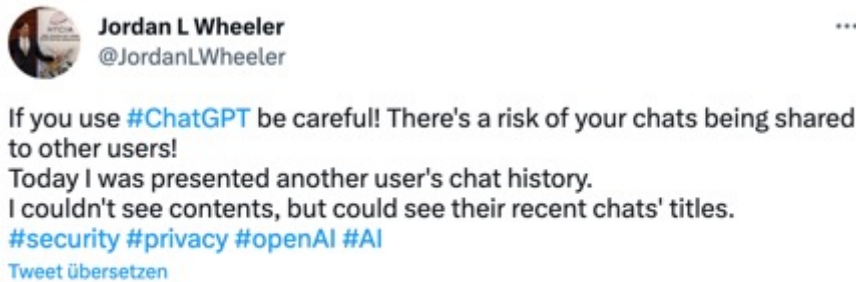 Jordan L Wheeler
@JordanLWheeler
If you use #ChatGPT be careful! There's a risk of your chats being shared
to other users!
Today I was presented another user's chat history.
I couldn't see contents, but could see their recent chats' titles.
#security #privacy #openAI #AI
Tweet übersetzen